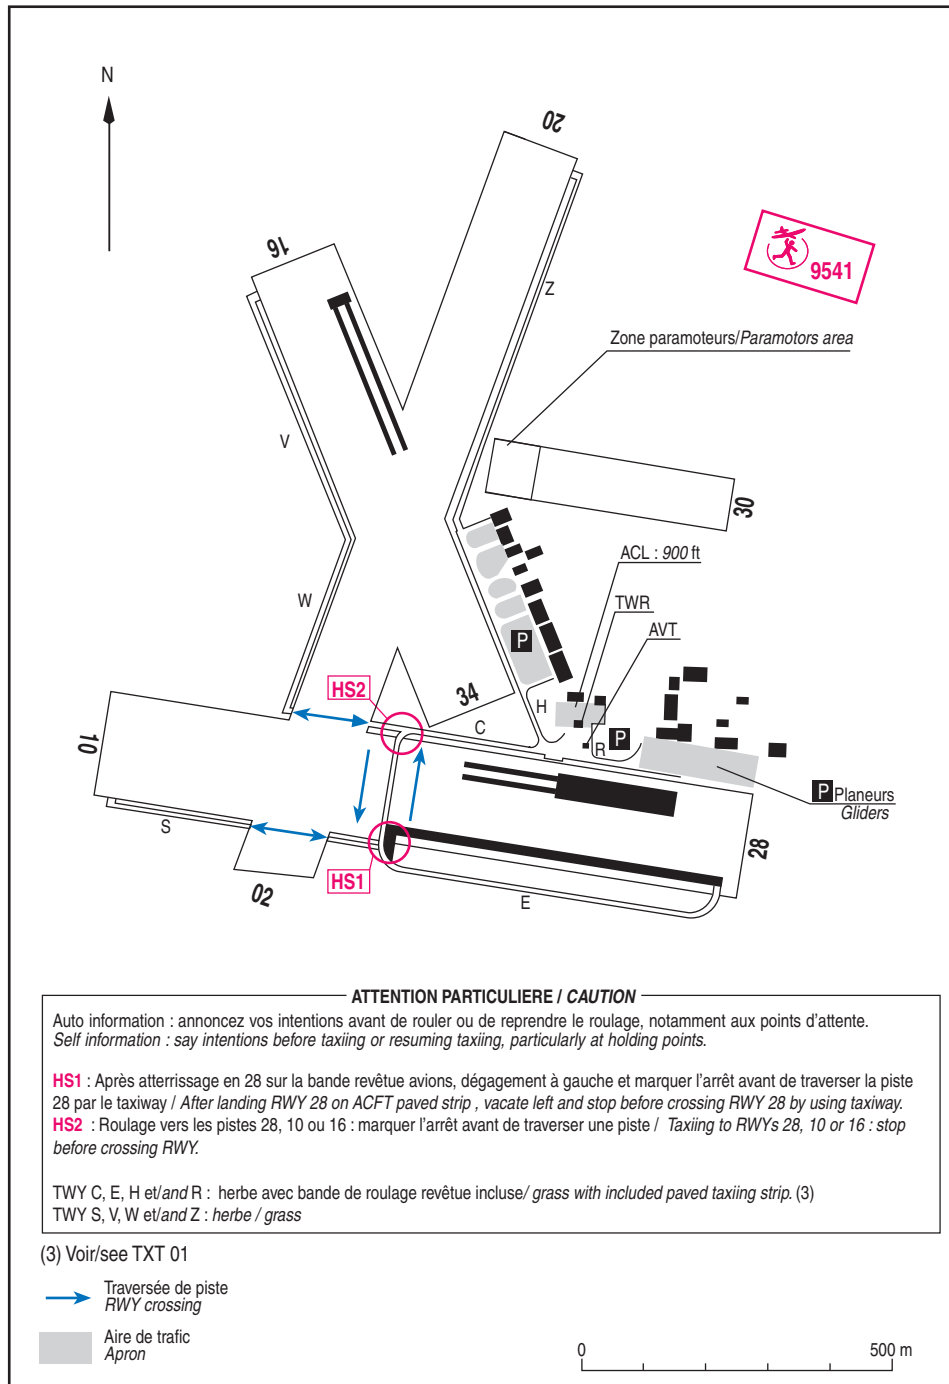 N
20
16
9541
Z
Zone paramoteurs/Paramotors area
V
30
ACL : 900 ft
TWR
AVT
W
P
HS2
34
H
C
P
R
10
P Planeurs
Gliders
S
28
HS1
02
E
ATTENTION PARTICULIERE / CAUTION
Auto information : annoncez vos intentions avant de rouler ou de reprendre le roulage, notamment aux points d'attente.
Self information : say intentions before taxiing or resuming taxiing, particularly at holding points.
HS1 : Après atterrissage en 28 sur la bande revêtue avions, dégagement à gauche et marquer l'arrêt avant de traverser la piste
28 par le taxiway / After landing RWY 28 on ACFT paved strip , vacate left and stop before crossing RWY 28 by using taxiway.
HS2 : Roulage vers les pistes 28, 10 ou 16 : marquer l'arrêt avant de traverser une piste / Taxiing to RWYs 28, 10 or 16 : stop
before crossing RWY.
TWY C, E, H et/and R : herbe avec bande de roulage revêtue incluse/ grass with included paved taxiing strip. (3)
TWY S, V, W et/and Z : herbe / grass
(3) Voir/see TXT 01
Traversée de piste
RWY crossing
Aire de trafic
Apron
0 500 m